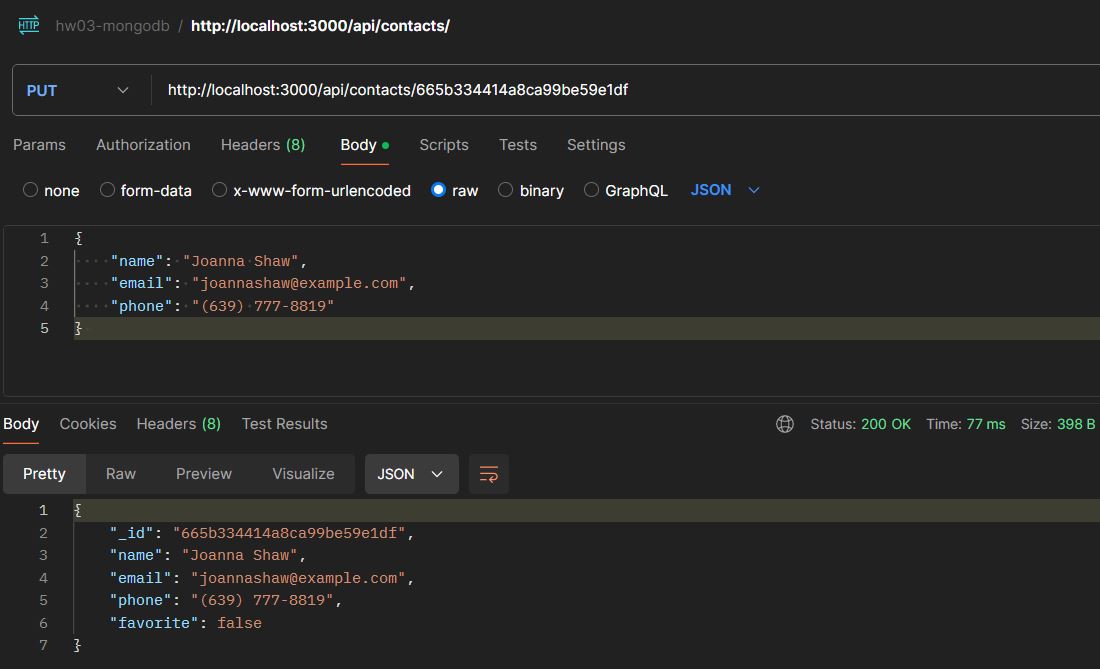 HTTP hw03-mongodb / http://localhost:3000/api/contacts/
PUT http://localhost:3000/api/contacts/665b334414a8ca99be59e1df
Params Authorization Headers (8) Body Scripts Tests Settings
none form-data x-www-form-urlencoded raw binary GraphQL JSON
1 {
2 "name": "Joanna Shaw",
3 "email": "joannashaw@example.com",
4 "phone": "(639) 777-8819"
5 }
Body Cookies Headers (8) Test Results Status: 200 OK Time: 77 ms Size: 398 B
Pretty Raw Preview Visualize JSON
1 {
2 "_id": "665b334414a8ca99be59e1df",
3 "name": "Joanna Shaw",
4 "email": "joannashaw@example.com",
5 "phone": "(639) 777-8819",
6 "favorite": false
7 }